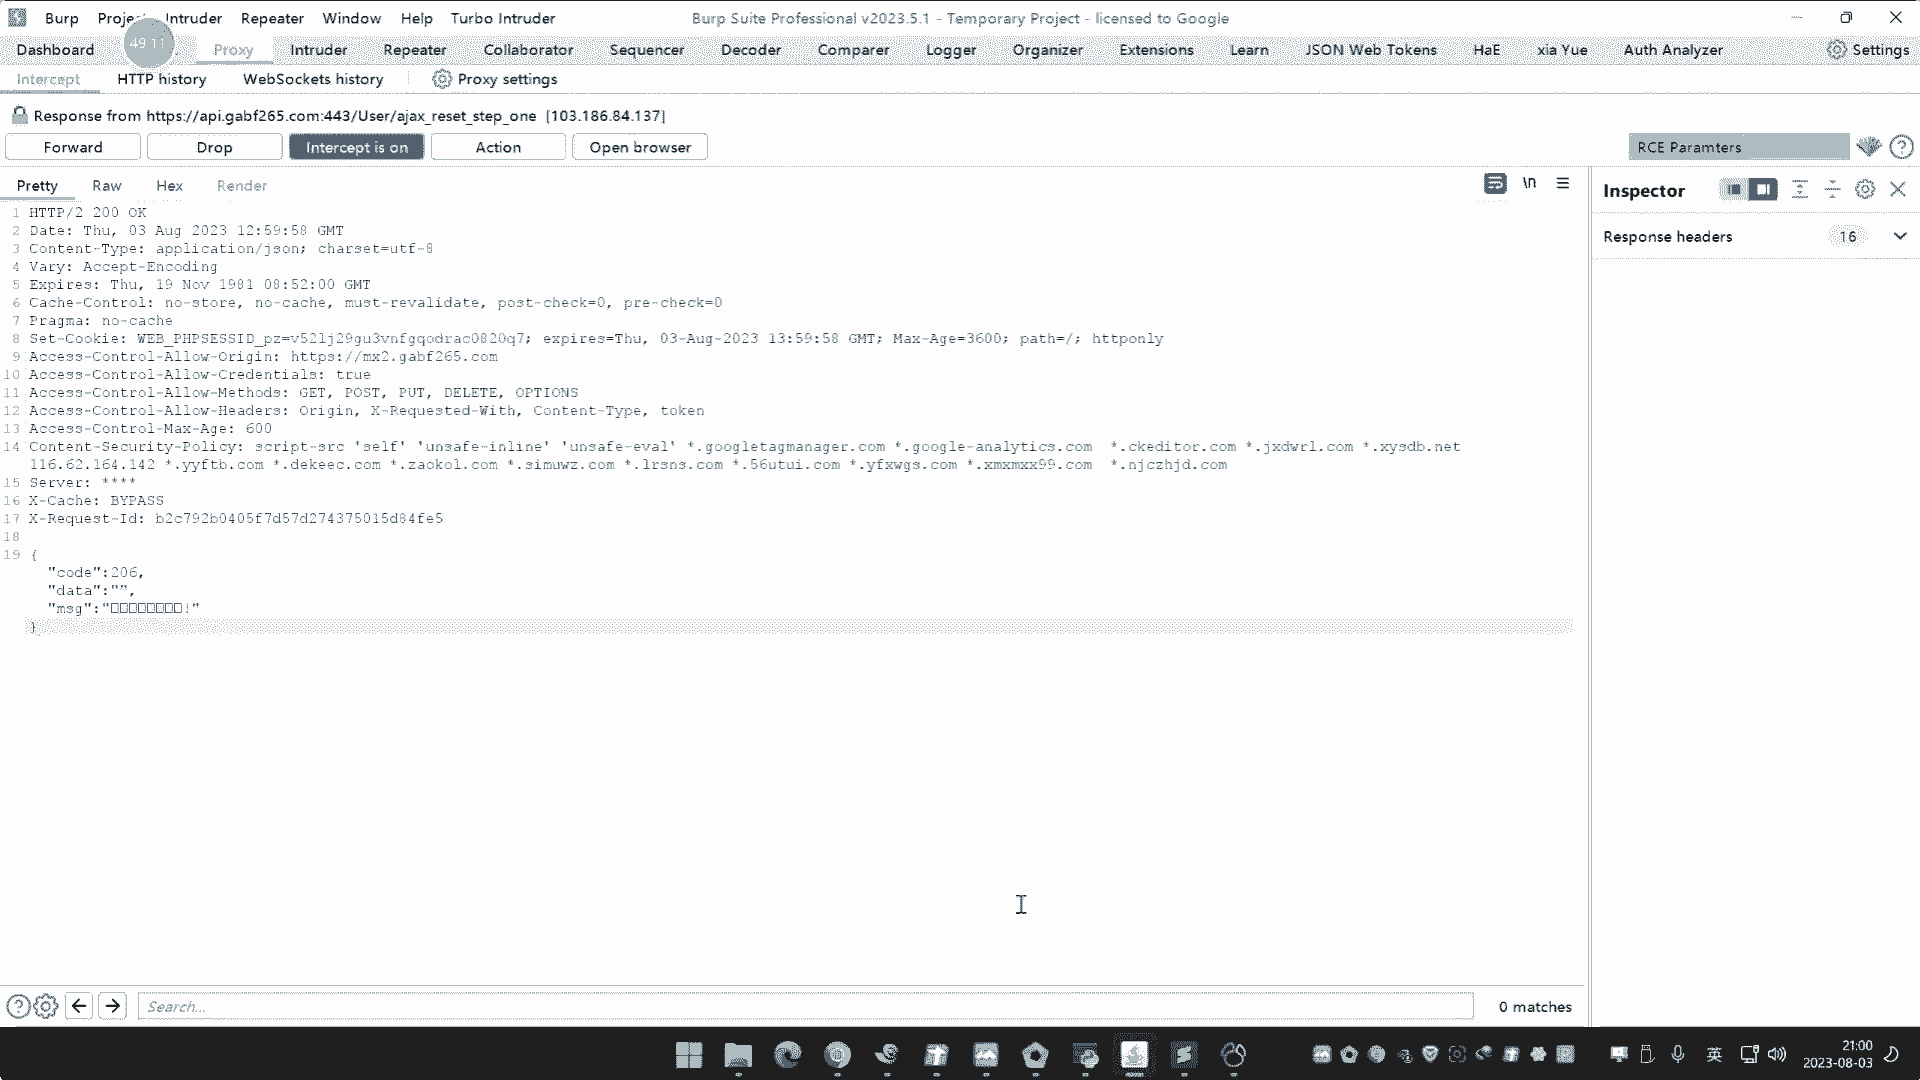 Burp Project Intruder Repeater Window Help Turbo Intruder
Burp Suite Professional v2023.5.1 - Temporary Project - licensed to Google
49:11
Dashboard Proxy Intruder Repeater Collaborator Sequencer Decoder Comparer Logger Organizer Extensions Learn JSON Web Tokens HaE xia Yue Auth Analyzer Settings
Intercept HTTP history WebSockets history Proxy settings
Response from https://api.gabf265.com:443/User/ajax_reset_step_one [103.186.84.137]
Forward Drop Intercept is on Action Open browser RCE Paramters
Pretty Raw Hex Render \n
Inspector
Response headers 16
1 HTTP/2 200 OK
2 Date: Thu, 03 Aug 2023 12:59:58 GMT
3 Content-Type: application/json; charset=utf-8
4 Vary: Accept-Encoding
5 Expires: Thu, 19 Nov 1981 08:52:00 GMT
6 Cache-Control: no-store, no-cache, must-revalidate, post-check=0, pre-check=0
7 Pragma: no-cache
8 Set-Cookie: WEB_PHPSESSID_pz=v52lj29gu3vnfgqodrac0820q7; expires=Thu, 03-Aug-2023 13:59:58 GMT; Max-Age=3600; path=/; httponly
9 Access-Control-Allow-Origin: https://mx2.gabf265.com
10 Access-Control-Allow-Credentials: true
11 Access-Control-Allow-Methods: GET, POST, PUT, DELETE, OPTIONS
12 Access-Control-Allow-Headers: Origin, X-Requested-With, Content-Type, token
13 Access-Control-Max-Age: 600
14 Content-Security-Policy: script-src 'self' 'unsafe-inline' 'unsafe-eval' *.googletagmanager.com *.google-analytics.com *.ckeditor.com *.jxdwrl.com *.xysdb.net
116.62.164.142 *.yyftb.com *.dekeec.com *.zaokol.com *.simuwz.com *.lrsns.com *.56utui.com *.yfxwgs.com *.xmxmxx99.com *.njczhjd.com
15 Server: ****
16 X-Cache: BYPASS
17 X-Request-Id: b2c792b0405f7d57d274375015d84fe5
18
19 {
"code":206,
"data":"",
"msg":"□□□□□□□□!"
}
Search... 0 matches
英
21:00
2023-08-03